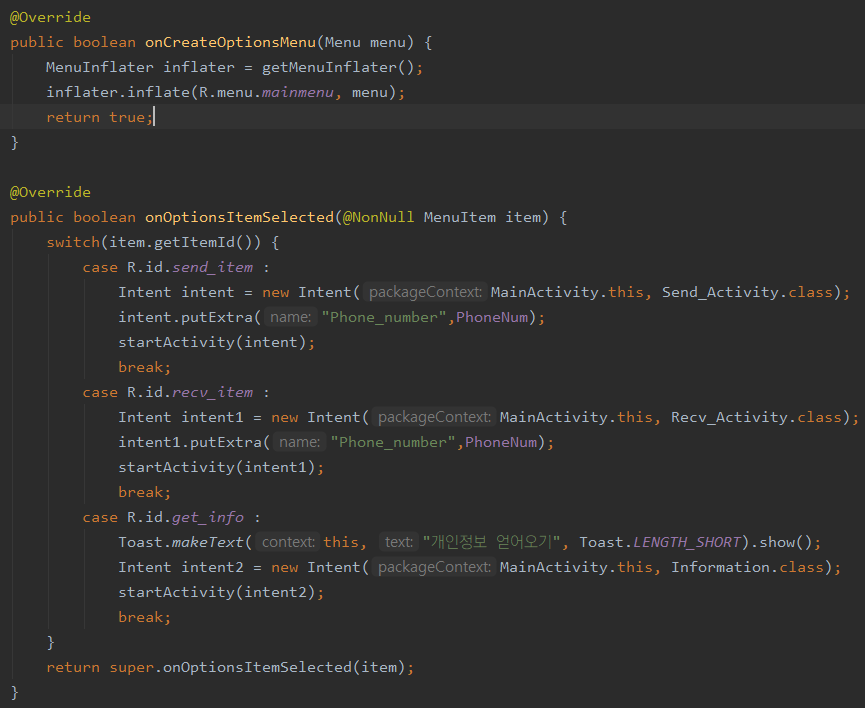 @Override
public boolean onCreateOptionsMenu(Menu menu) {
MenuInflater inflater = getMenuInflater();
inflater.inflate(R.menu.mainmenu, menu);
return true;
}
@Override
public boolean onOptionsItemSelected(@NonNull MenuItem item) {
switch(item.getItemId()) {
case R.id.send_item :
Intent intent = new Intent( packageContext: MainActivity.this, Send_Activity.class);
intent.putExtra( name: "Phone_number",PhoneNum);
startActivity(intent);
break;
case R.id.recv_item :
Intent intent1 = new Intent( packageContext: MainActivity.this, Recv_Activity.class);
intent1.putExtra( name: "Phone_number",PhoneNum);
startActivity(intent1);
break;
case R.id.get_info :
Toast.makeText( context: this, text: "개인정보 얻어오기", Toast.LENGTH_SHORT).show();
Intent intent2 = new Intent( packageContext: MainActivity.this, Information.class);
startActivity(intent2);
break;
}
return super.onOptionsItemSelected(item);
}